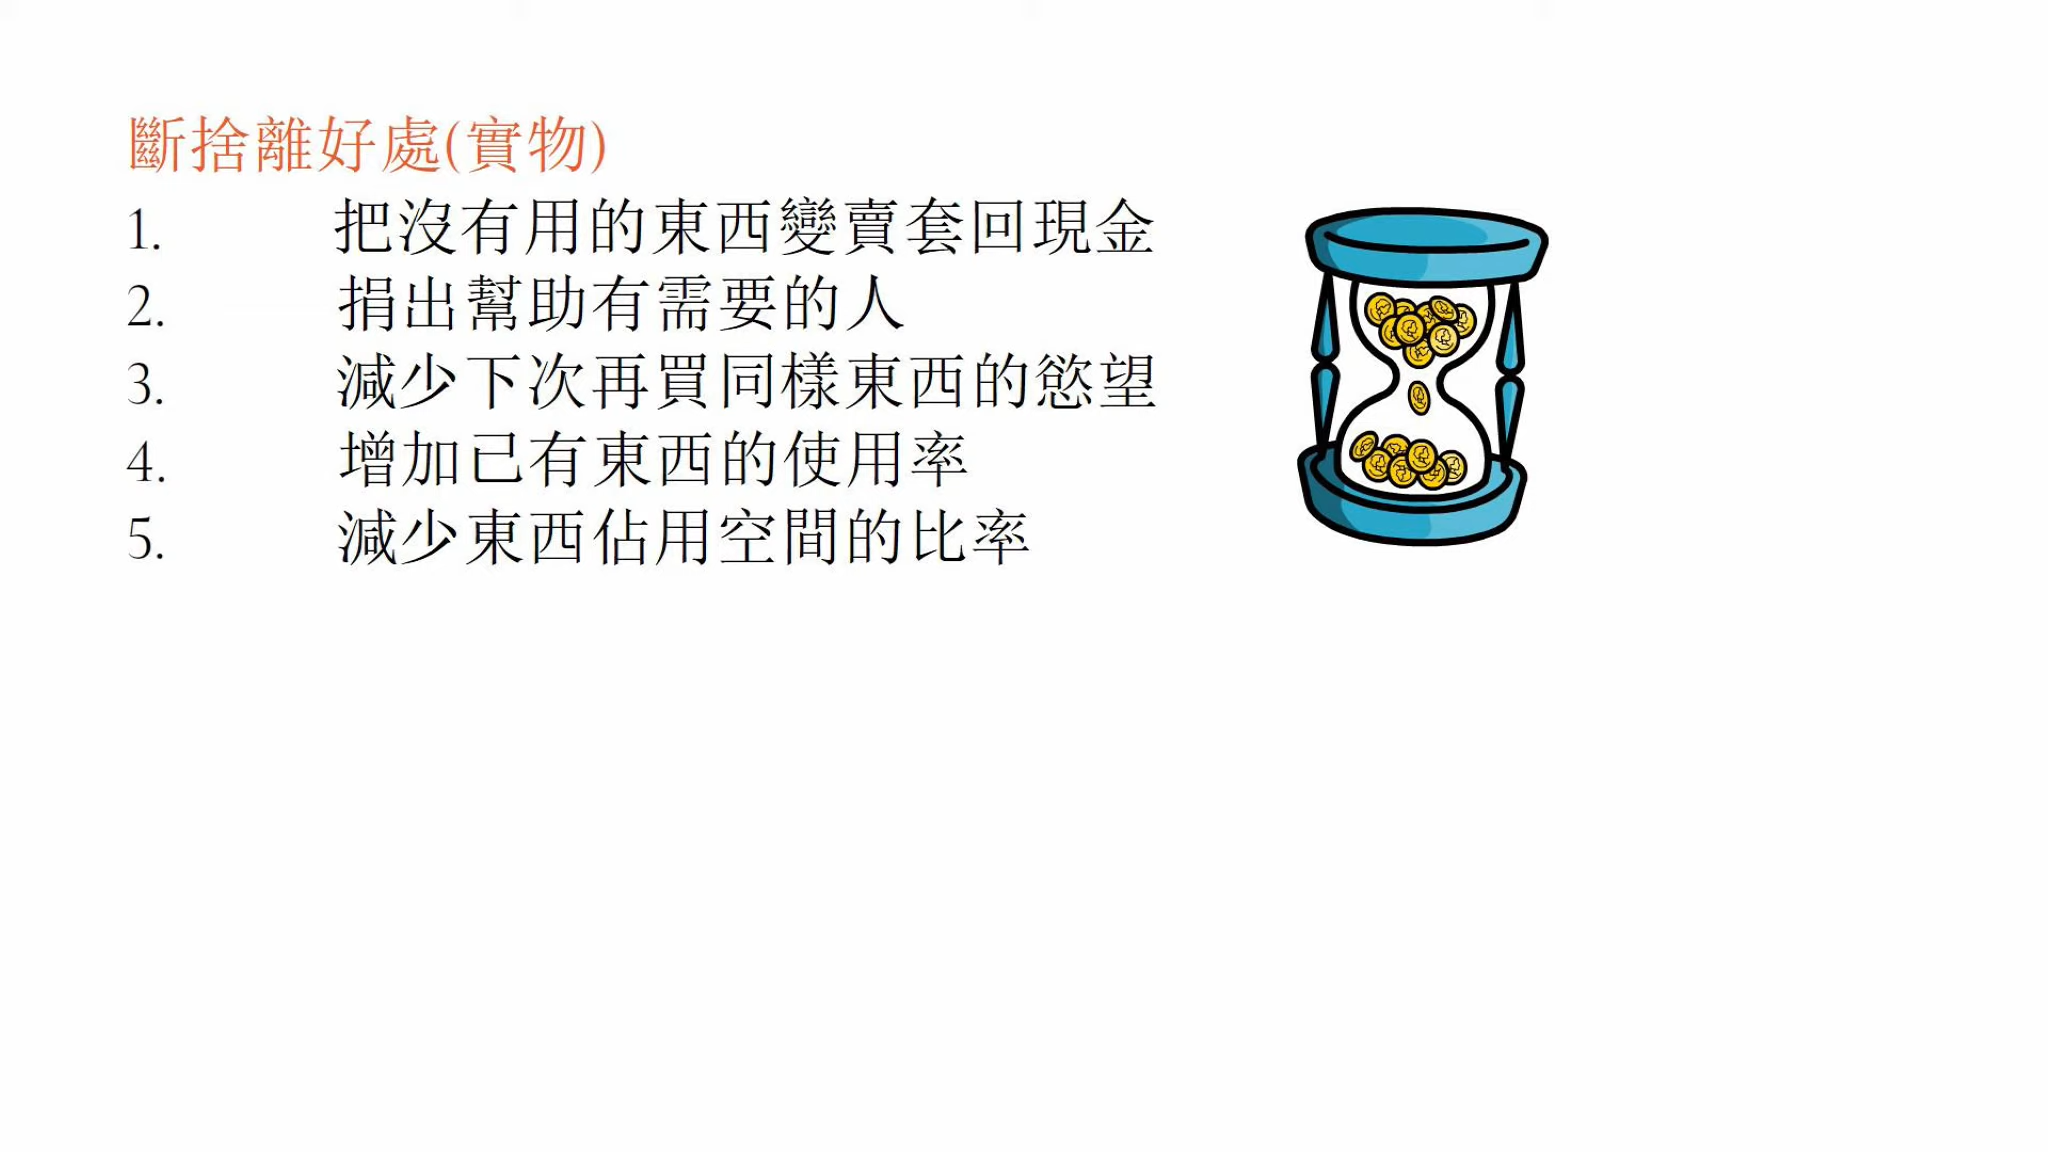 斷捨離好處(實物)
1. 把沒有用的東西變賣套回現金
2. 捐出幫助有需要的人
3. 減少下次再買同樣東西的慾望
4. 增加已有東西的使用率
5. 減少東西佔用空間的比率